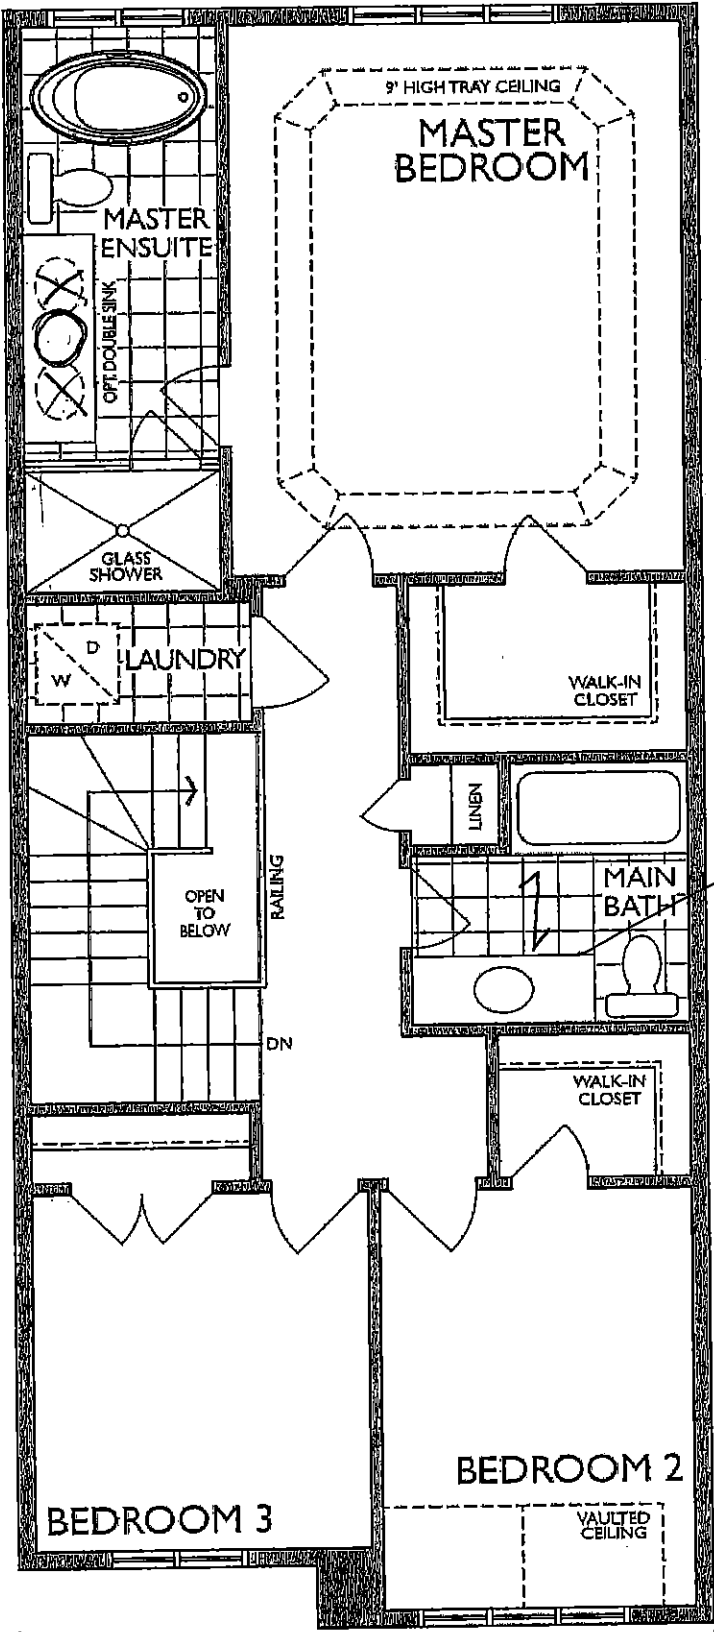 9' HIGH TRAY CEILING
MASTER
BEDROOM
MASTER
ENSUITE
OPT. DOUBLE SINK
GLASS
SHOWER
D
W
LAUNDRY
WALK-IN
CLOSET
LINEN
MAIN
BATH
OPEN
TO
BELOW
RAILING
DN
WALK-IN
CLOSET
BEDROOM 2
VAULTED
CEILING
BEDROOM 3